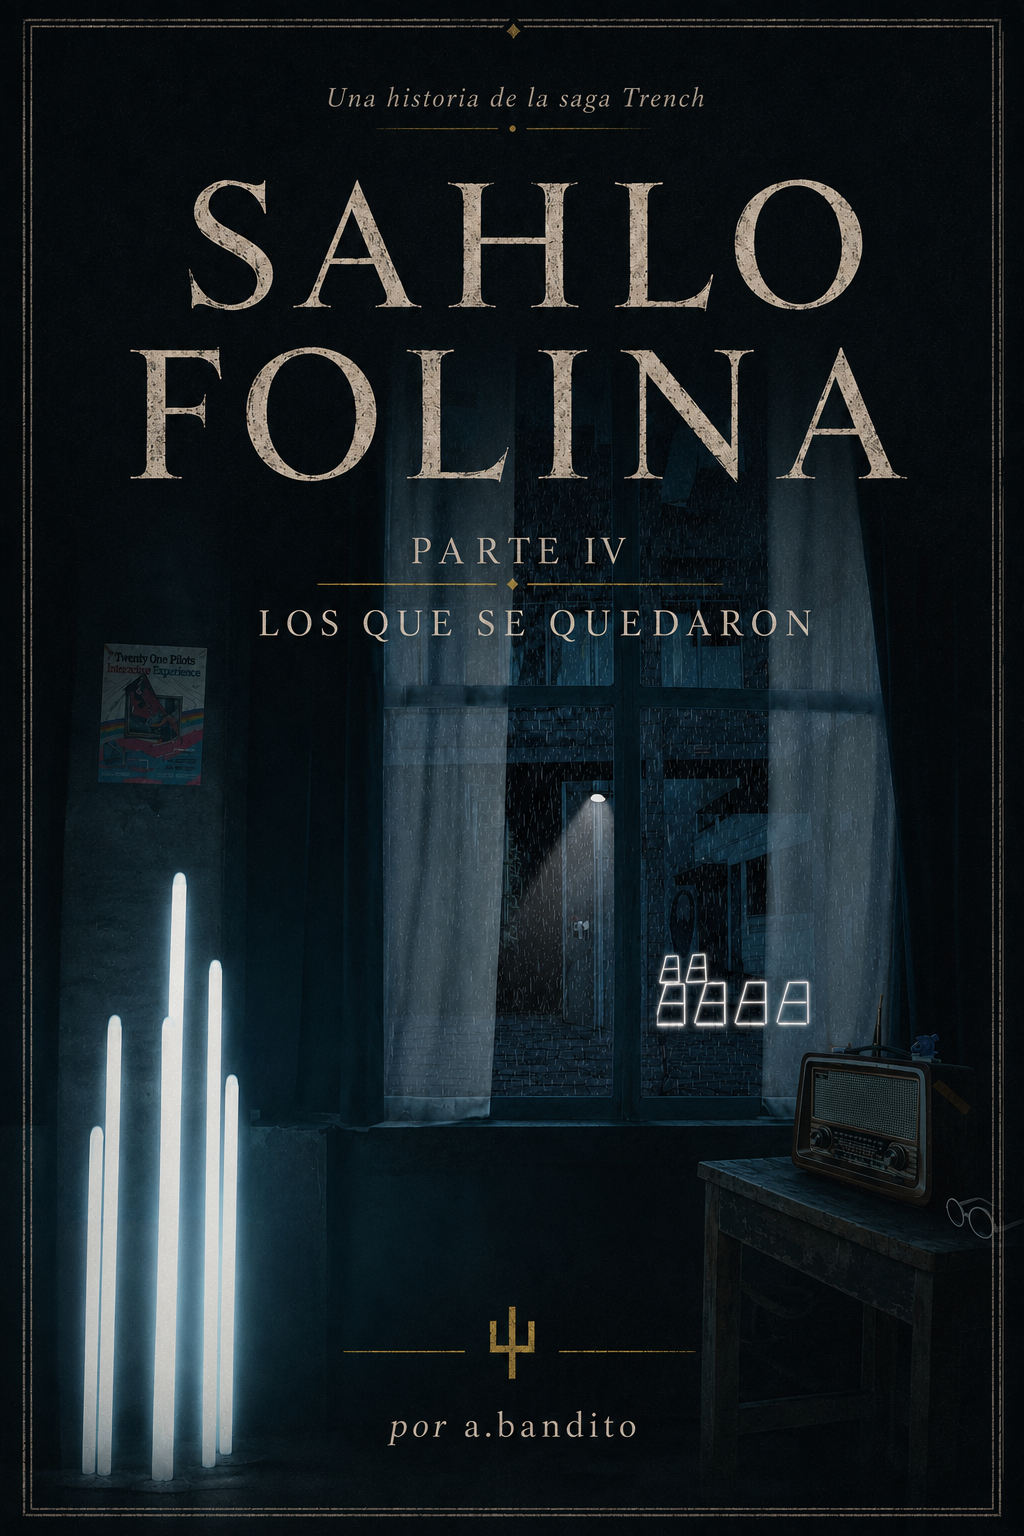 Una historia de la saga Trench
SAHLO
FOLINA
PARTE IV
LOS QUE SE QUEDARON
Twenty One Pilots
Interactive Experience
por a.bandito